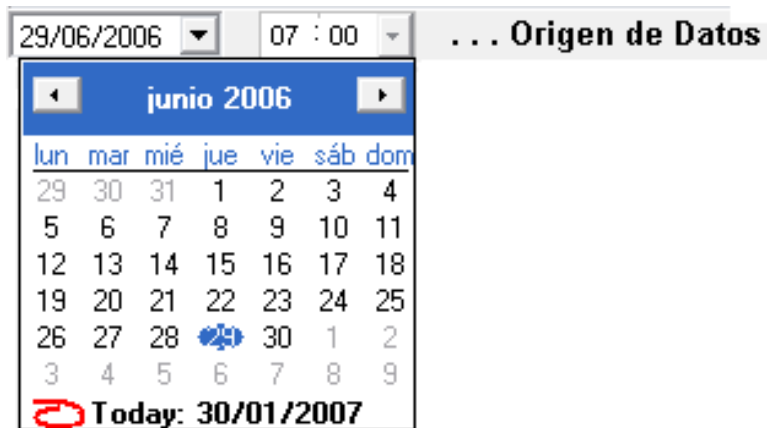 29/06/2006 07 : 00 ... Origen de Datos
junio 2006
lun mar mié jue vie sáb dom
29 30 31 1 2 3 4
5 6 7 8 9 10 11
12 13 14 15 16 17 18
19 20 21 22 23 24 25
26 27 28 29 30 1 2
3 4 5 6 7 8 9
Today: 30/01/2007